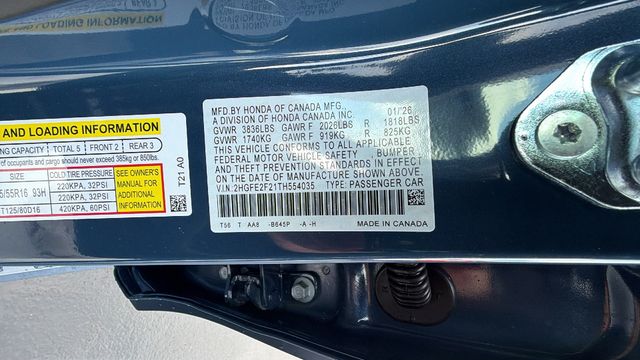 AND LOADING INFORMATION
NG CAPACITY TOTAL 5 FRONT 2 REAR 3
of occupants and cargo should never exceed 385kg or 850lbs.
COLD TIRE PRESSURE
SEE OWNER'S
MANUAL FOR
ADDITIONAL
INFORMATION
5/55R16 93H 220KPA, 32PSI
220KPA, 32PSI
T125/80D16 420KPA, 60PSI
T21 A0
MFD.BY HONDA OF CANADA MFG., 01/26
A DIVISION OF HONDA CANADA INC.
GVWR 3836LBS GAWR F 2026LBS R 1818LBS
GVWR 1740KG GAWR F 919KG R 825KG
THIS VEHICLE CONFORMS TO ALL APPLICABLE
FEDERAL MOTOR VEHICLE SAFETY, BUMPER,
AND THEFT PREVENTION STANDARDS IN EFFECT
ON THE DATE OF MANUFACTURE SHOWN ABOVE.
V.I.N:2HGFE2F21TH554035 TYPE: PASSENGER CAR
T56 T AA8 -B645P -A -H
MADE IN CANADA